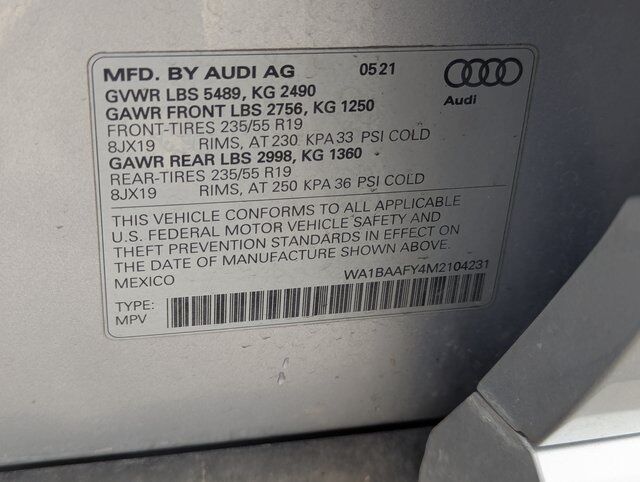 MFD. BY AUDI AG 0521
Audi
GVWR LBS 5489, KG 2490
GAWR FRONT LBS 2756, KG 1250
FRONT-TIRES 235/55 R19
8JX19 RIMS, AT 230 KPA 33 PSI COLD
GAWR REAR LBS 2998, KG 1360
REAR-TIRES 235/55 R19
8JX19 RIMS, AT 250 KPA 36 PSI COLD
THIS VEHICLE CONFORMS TO ALL APPLICABLE
U.S. FEDERAL MOTOR VEHICLE SAFETY AND
THEFT PREVENTION STANDARDS IN EFFECT ON
THE DATE OF MANUFACTURE SHOWN ABOVE.
MEXICO WA1BAAFY4M2104231
TYPE:
MPV